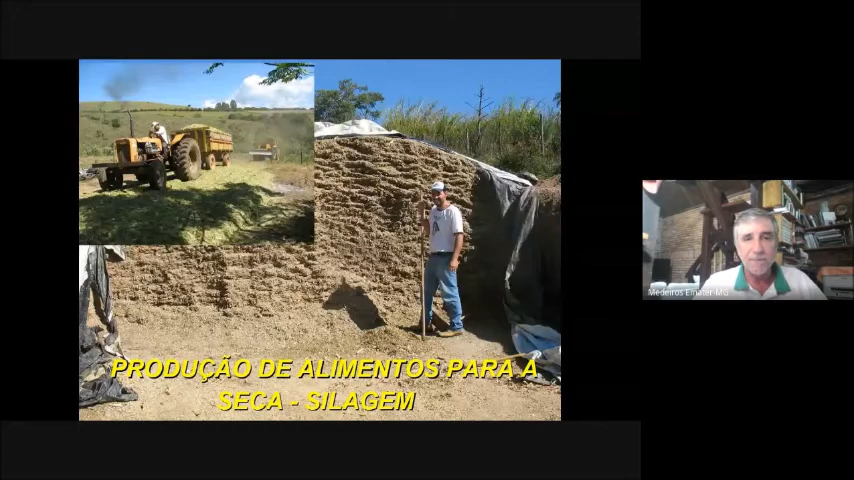 PRODUÇÃO DE ALIMENTOS PARA A
SECA - SILAGEM
Medeiros Emater-MG